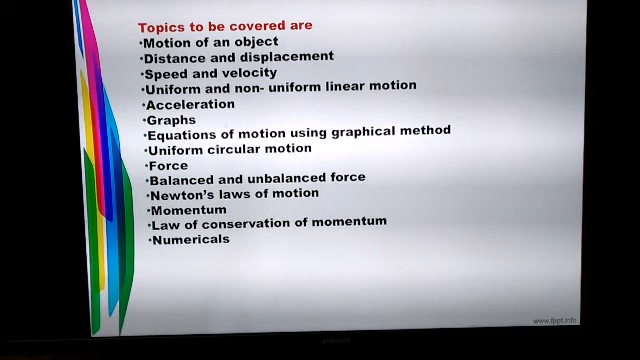 Topics to be covered are
•Motion of an object
•Distance and displacement
•Speed and velocity
•Uniform and non- uniform linear motion
•Acceleration
•Graphs
•Equations of motion using graphical method
•Uniform circular motion
•Force
•Balanced and unbalanced force
•Newton's laws of motion
•Momentum
•Law of conservation of momentum
•Numericals
www.fppt.info